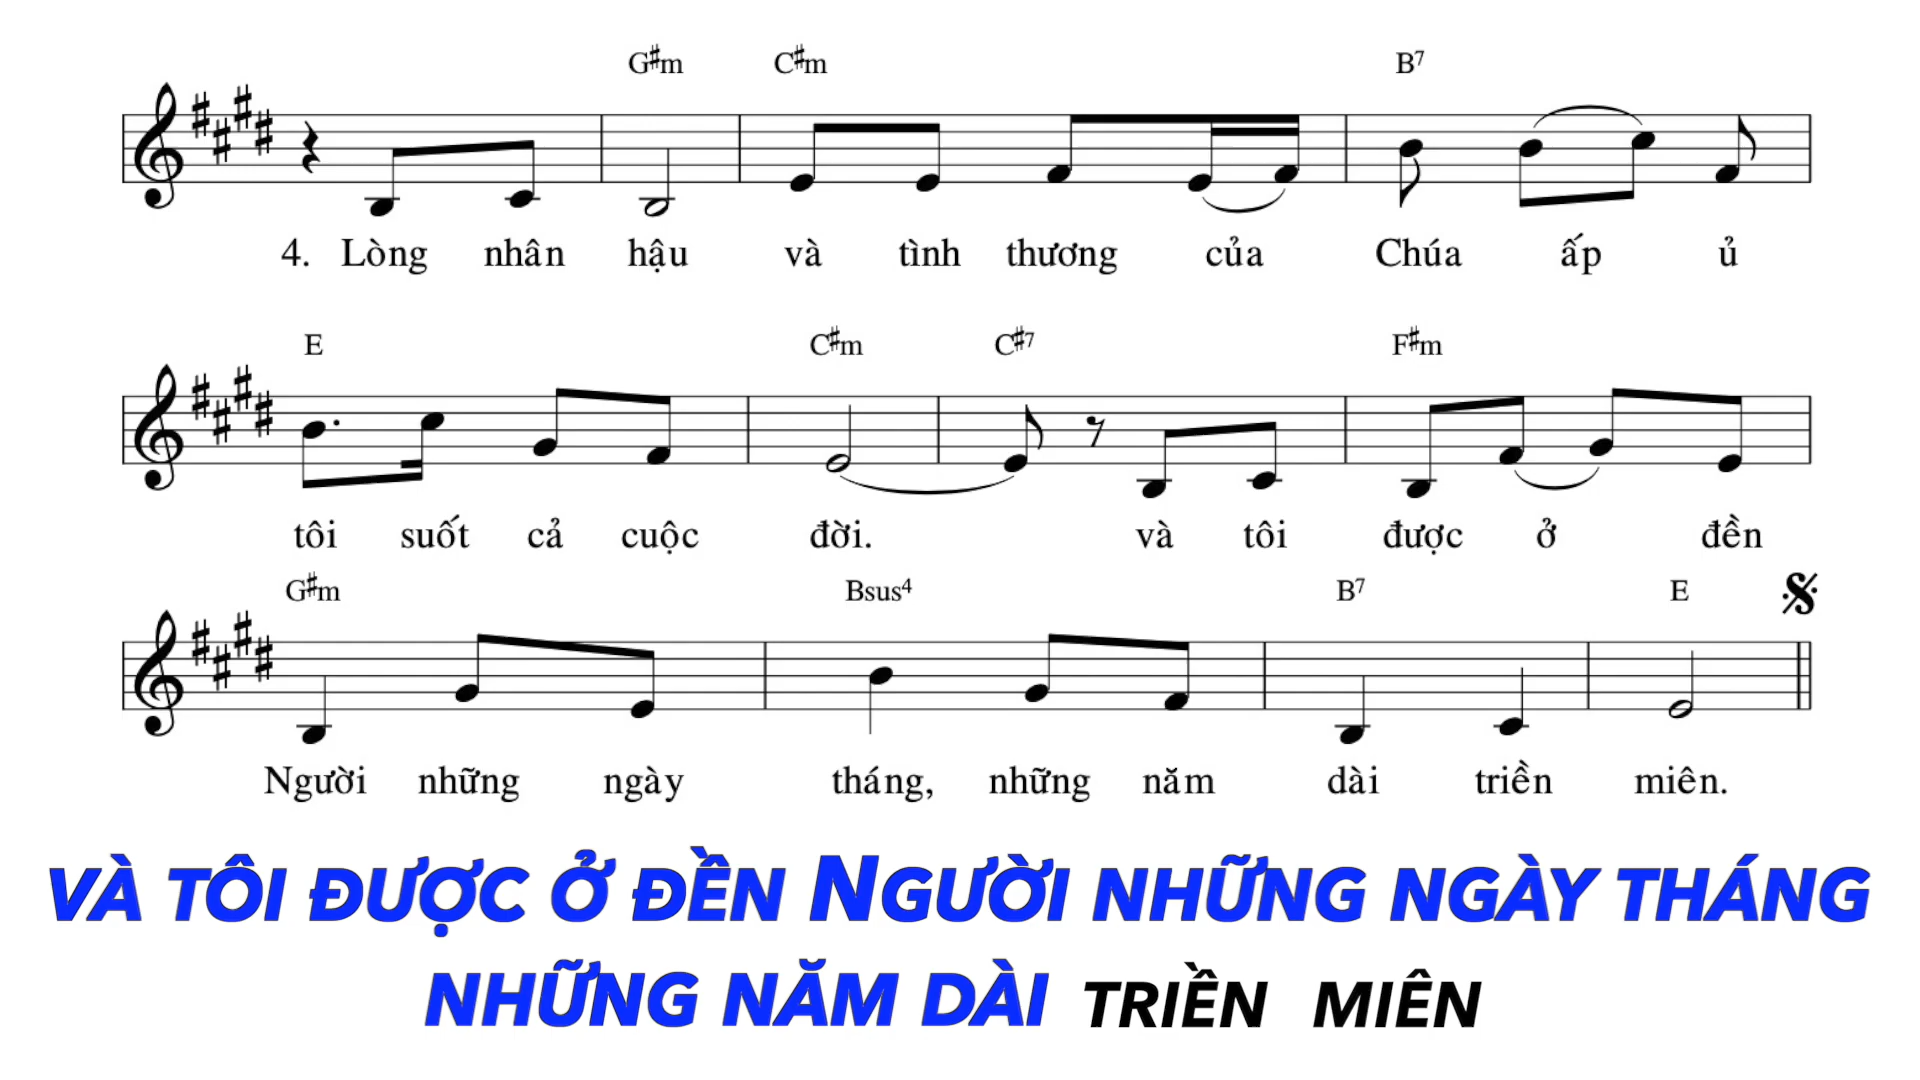 G♯m C♯m B7
4. Lòng nhân hậu và tình thương của Chúa ấp ủ
E C♯m C♯7 F♯m
tôi suốt cả cuộc đời. và tôi được ở đền
G♯m Bsus4 B7 E
Người những ngày tháng, những năm dài triền miên.
VÀ TÔI ĐƯỢC Ở ĐỀN NGƯỜI NHỮNG NGÀY THÁNG
NHỮNG NĂM DÀI TRIỀN MIÊN